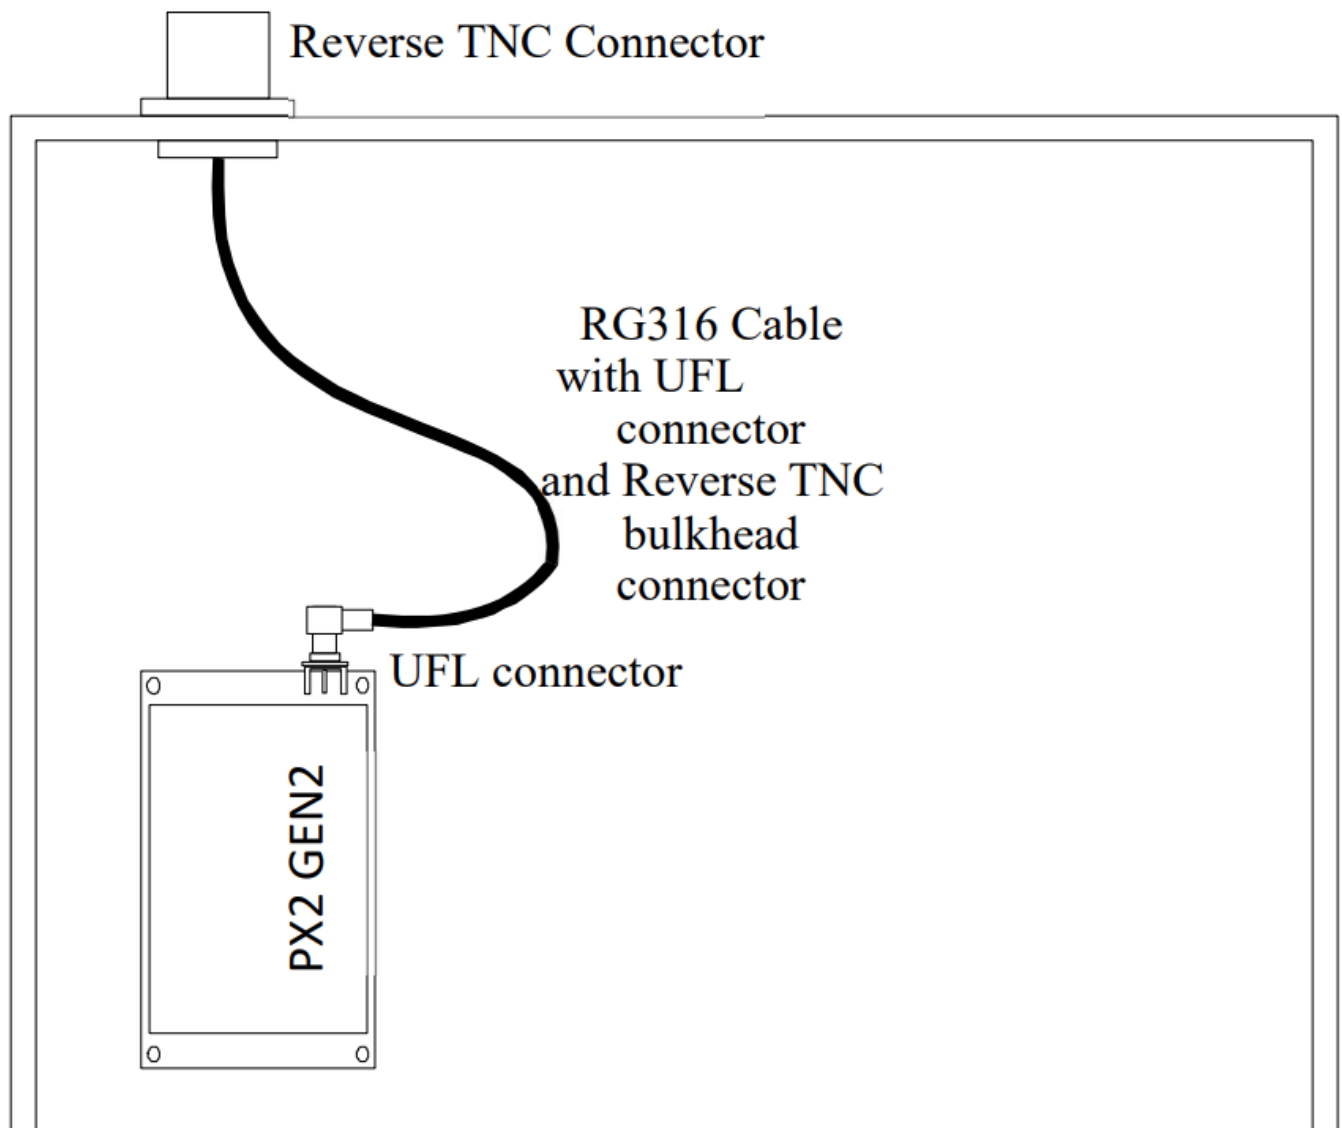 Reverse TNC Connector
RG316 Cable
with UFL
connector
and Reverse TNC
bulkhead
connector
UFL connector
PX2 GEN2